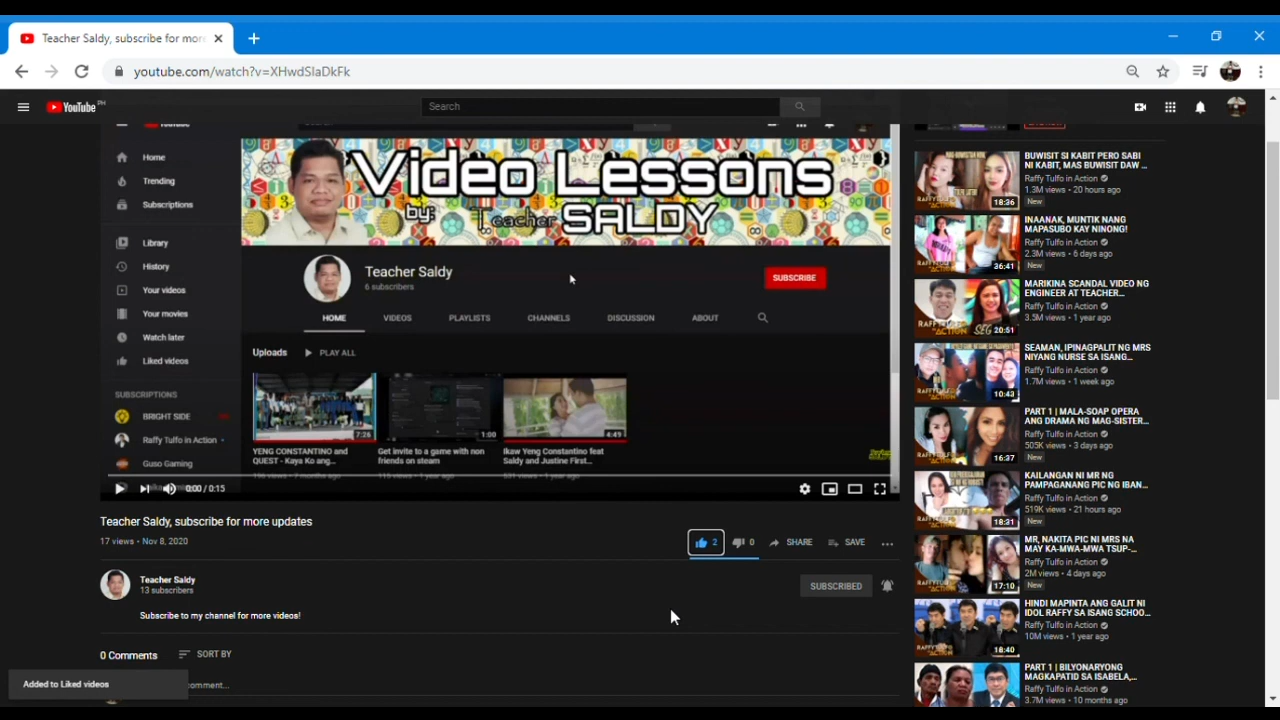 Teacher Saldy, subscribe for mor
youtube.com/watch?v=XHwdSlaDkFk
YouTube PH
Search
Home
Trending
Subscriptions
Library
History
Your videos
Your movies
Watch later
Liked videos
SUBSCRIPTIONS
BRIGHT SIDE
Raffy Tulfo in Action
Guso Gaming
Video Lessons
by: Teacher SALDY
Teacher Saldy
6 subscribers
SUBSCRIBE
HOME VIDEOS PLAYLISTS CHANNELS DISCUSSION ABOUT
Uploads PLAY ALL
7:26 1:00 4:49
YENG CONSTANTINO and QUEST - Kaya Ko ang...
Get invite to a game with non friends on steam
Ikaw Yeng Constantino feat Saldy and Justine First...
0:00 / 0:15
Teacher Saldy, subscribe for more updates
17 views • Nov 8, 2020
2 0 SHARE SAVE ...
Teacher Saldy
13 subscribers
SUBSCRIBED
Subscribe to my channel for more videos!
0 Comments SORT BY
Added to Liked videos
omment...
18:36
BUWISIT SI KABIT PERO SABI
NI KABIT, MAS BUWISIT DAW ...
Raffy Tulfo in Action
1.3M views • 20 hours ago
New
36:41
INAANAK, MUNTIK NANG
MAPASUBO KAY NINONG!
Raffy Tulfo in Action
2.3M views • 6 days ago
New
20:51
MARIKINA SCANDAL VIDEO NG
ENGINEER AT TEACHER...
Raffy Tulfo in Action
3.5M views • 1 year ago
10:43
SEAMAN, IPINAGPALIT NG MRS
NIYANG NURSE SA ISANG...
Raffy Tulfo in Action
1.7M views • 1 week ago
16:37
PART 1 | MALA-SOAP OPERA
ANG DRAMA NG MAG-SISTER...
Raffy Tulfo in Action
505K views • 3 days ago
New
18:31
KAILANGAN NI MR NG
PAMPAGANANG PIC NG IBAN...
Raffy Tulfo in Action
519K views • 21 hours ago
New
17:10
MR, NAKITA PIC NI MRS NA
MAY KA-MWA-MWA TSUP-...
Raffy Tulfo in Action
2M views • 4 days ago
New
18:40
HINDI MAPINTA ANG GALIT NI
IDOL RAFFY SA ISANG SCHOO...
Raffy Tulfo in Action
10M views • 1 year ago
PART 1 | BILYONARYONG
MAGKAPATID SA ISABELA,...
Raffy Tulfo in Action
3.7M views • 10 months ago